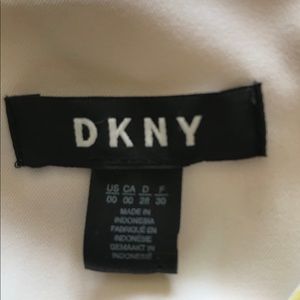 DKNY
US CA D F
00 00 28 30
MADE IN
INDONESIA
FABRIQUÉ EN
INDONÉSIE
GEMAAKT IN
INDONESIË